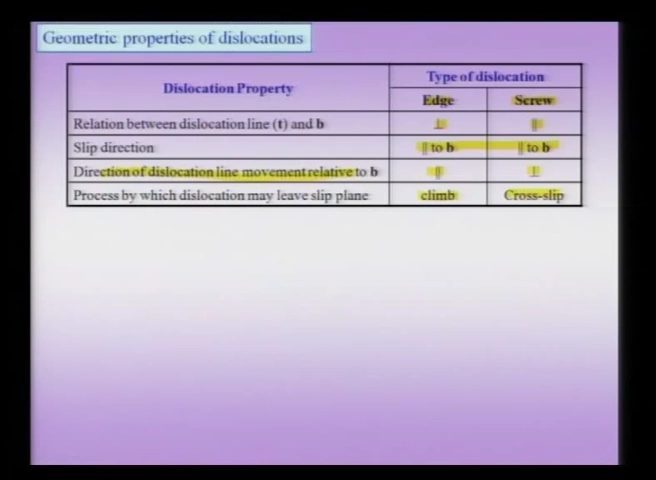 Geometric properties of dislocations
Dislocation Property
Type of dislocation
Edge Screw
Relation between dislocation line (t) and b ⊥ ||
Slip direction || to b || to b
Direction of dislocation line movement relative to b || ⊥
Process by which dislocation may leave slip plane climb Cross-slip